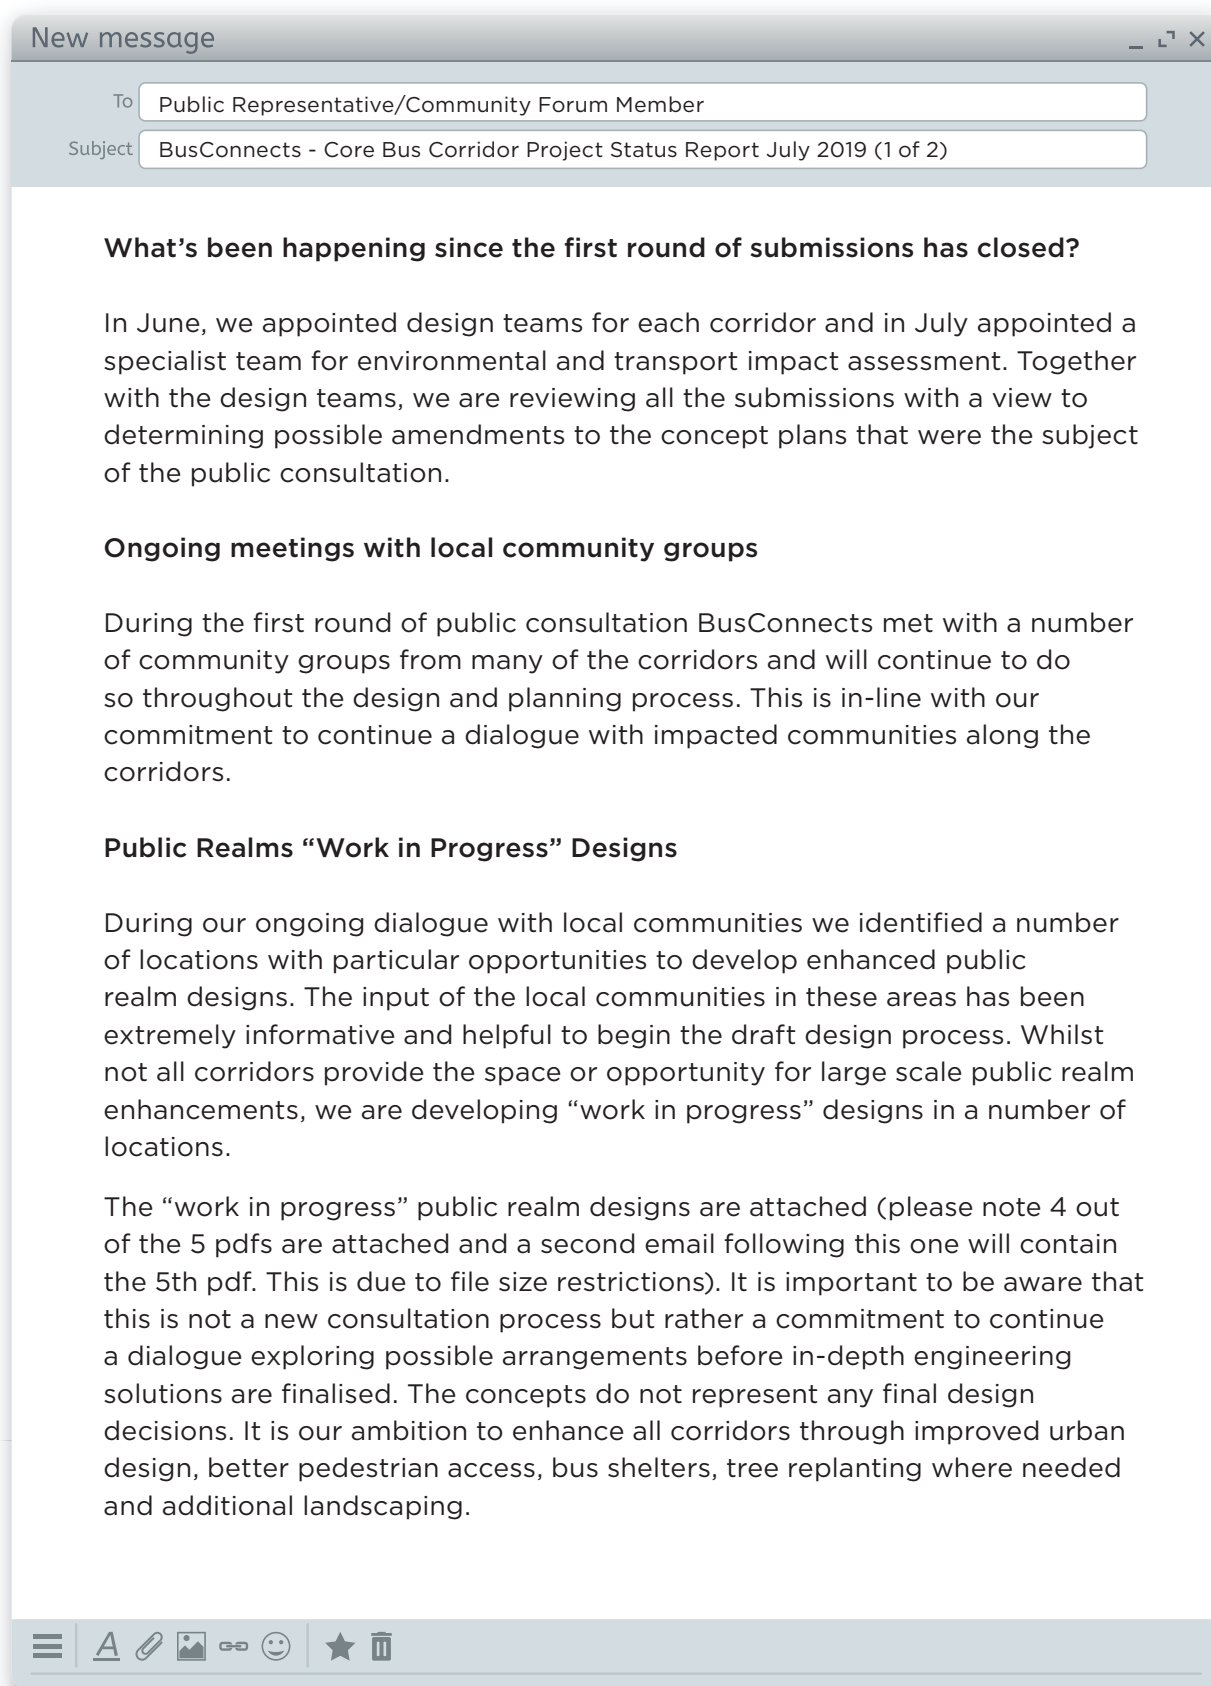 New message
To
Public Representative/Community Forum Member
Subject
BusConnects - Core Bus Corridor Project Status Report July 2019 (1 of 2)
What’s been happening since the first round of submissions has closed?
In June, we appointed design teams for each corridor and in July appointed a
specialist team for environmental and transport impact assessment. Together
with the design teams, we are reviewing all the submissions with a view to
determining possible amendments to the concept plans that were the subject
of the public consultation.
Ongoing meetings with local community groups
During the first round of public consultation BusConnects met with a number
of community groups from many of the corridors and will continue to do
so throughout the design and planning process. This is in-line with our
commitment to continue a dialogue with impacted communities along the
corridors.
Public Realms “Work in Progress” Designs
During our ongoing dialogue with local communities we identified a number
of locations with particular opportunities to develop enhanced public
realm designs. The input of the local communities in these areas has been
extremely informative and helpful to begin the draft design process. Whilst
not all corridors provide the space or opportunity for large scale public realm
enhancements, we are developing “work in progress” designs in a number of
locations.
The “work in progress” public realm designs are attached (please note 4 out
of the 5 pdfs are attached and a second email following this one will contain
the 5th pdf. This is due to file size restrictions). It is important to be aware that
this is not a new consultation process but rather a commitment to continue
a dialogue exploring possible arrangements before in-depth engineering
solutions are finalised. The concepts do not represent any final design
decisions. It is our ambition to enhance all corridors through improved urban
design, better pedestrian access, bus shelters, tree replanting where needed
and additional landscaping.
A